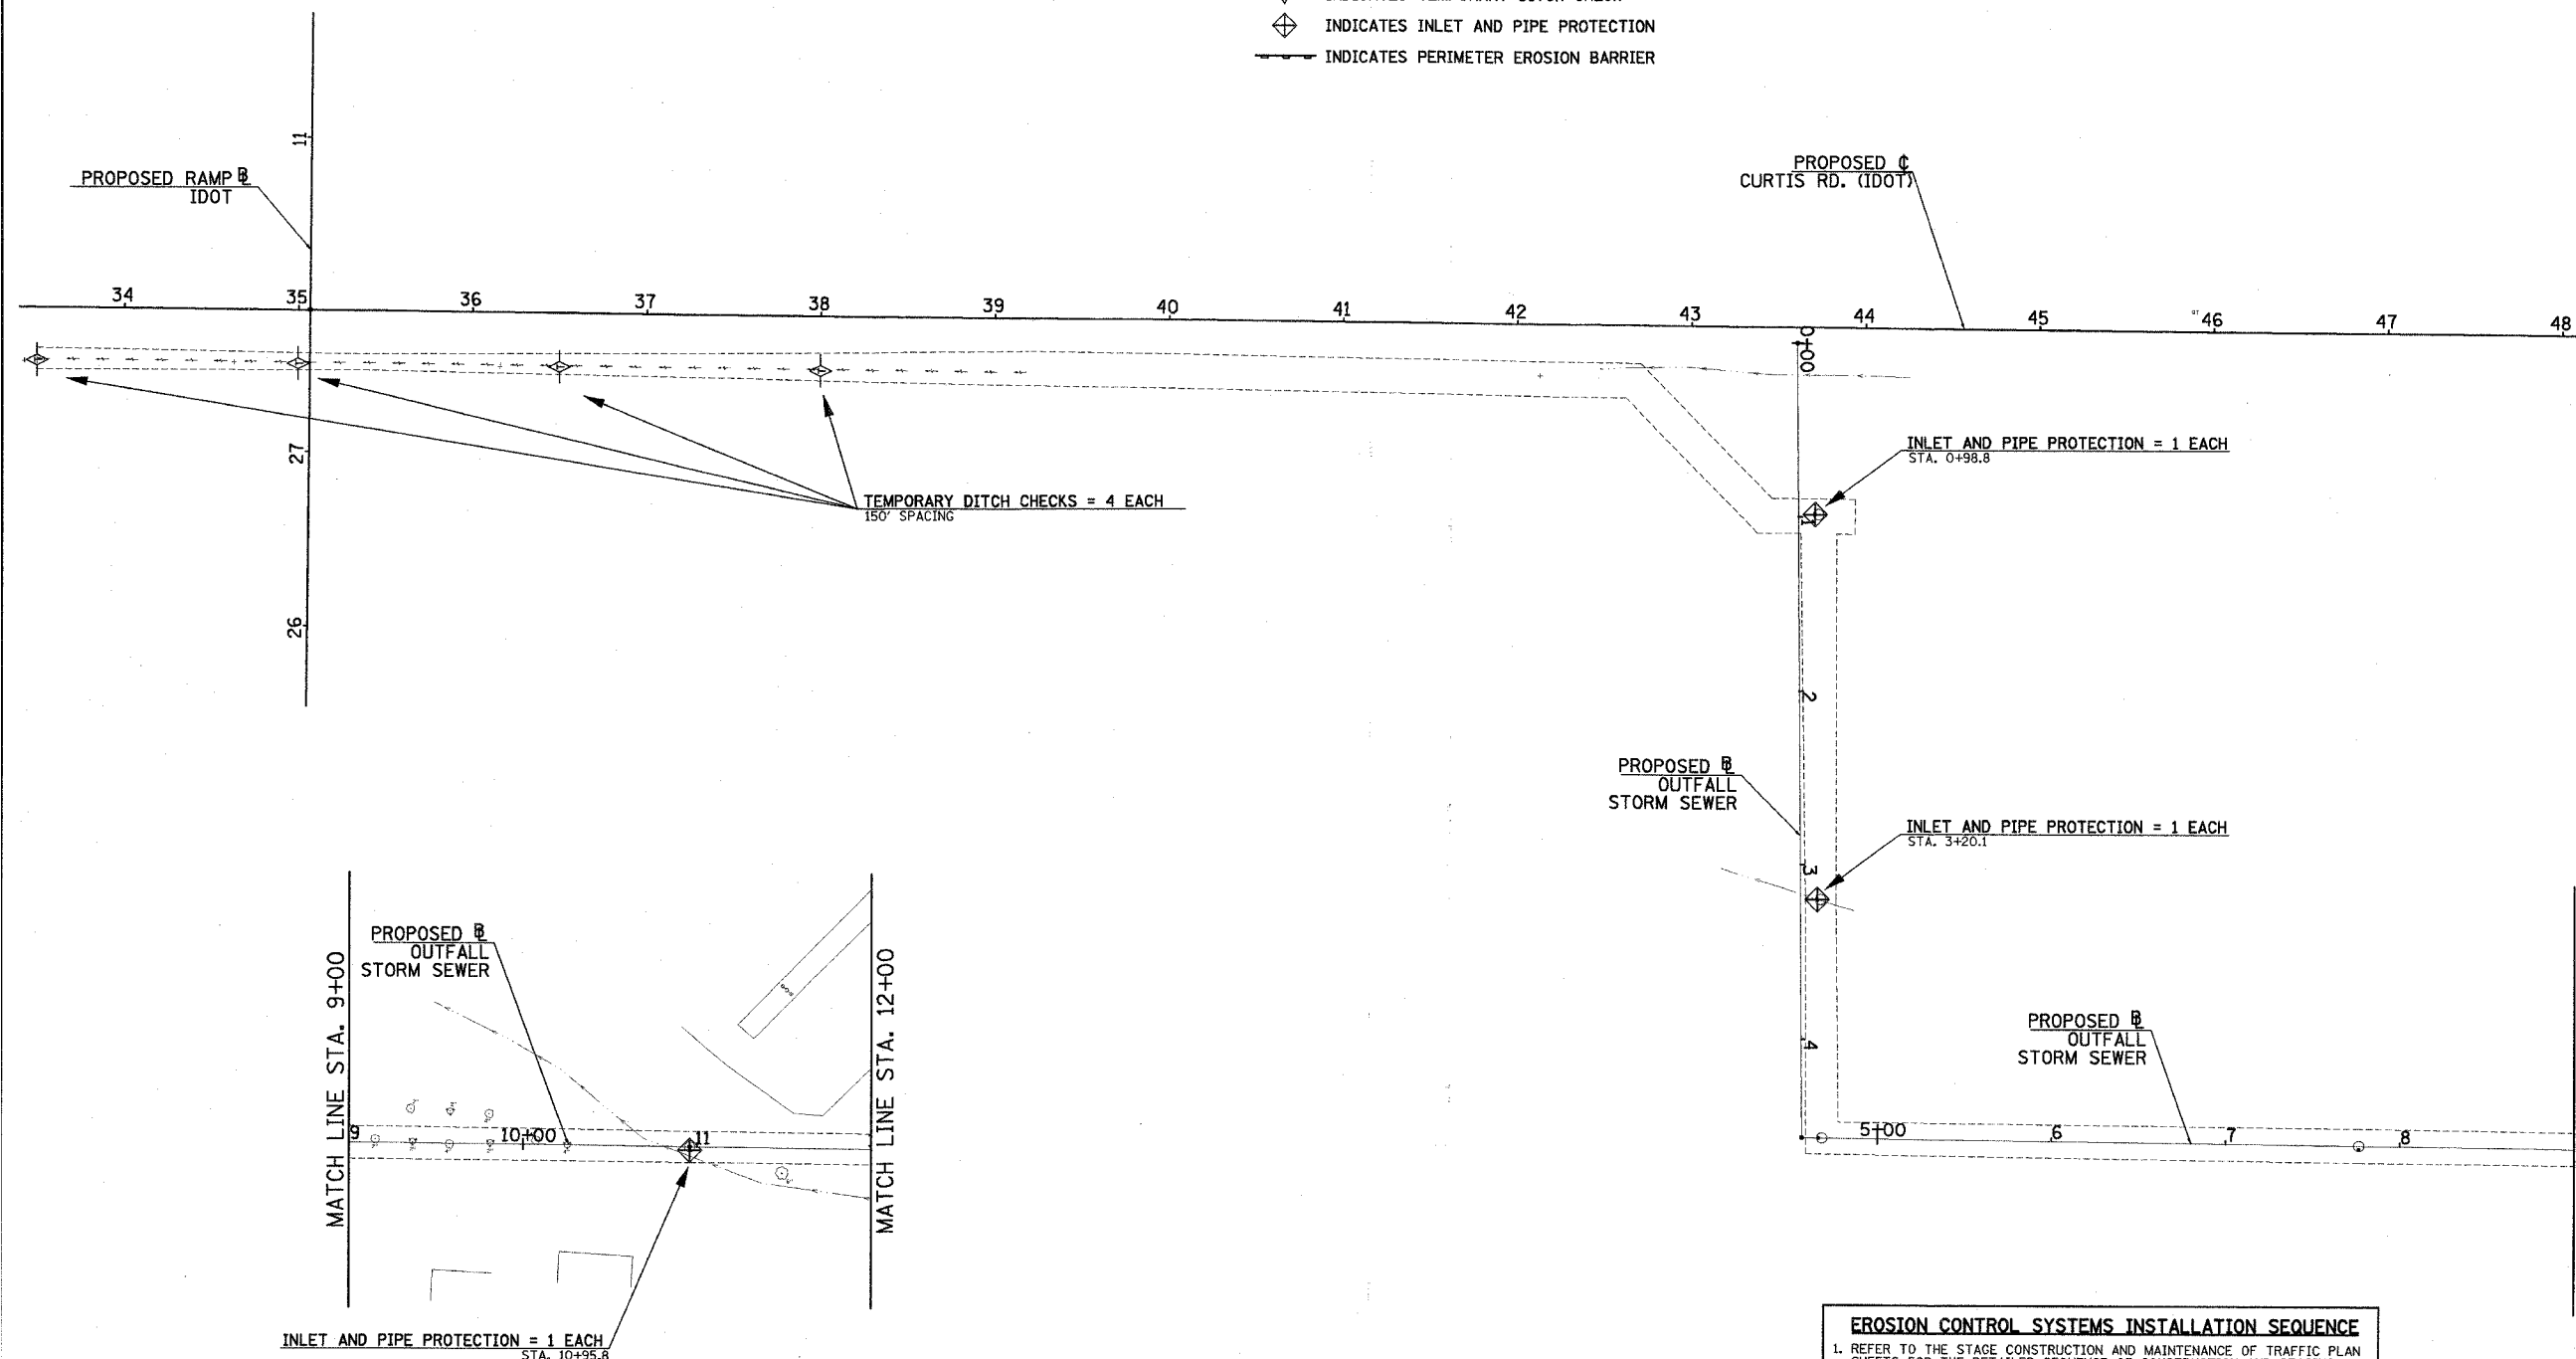 INDICATES INLET AND PIPE PROTECTION
INDICATES PERIMETER EROSION BARRIER
11
PROPOSED RAMP ℄
IDOT
PROPOSED ℄
CURTIS RD. (IDOT)
34 35 36 37 38 39 40 41 42 43 44 45 46 47 48
0+00
27
INLET AND PIPE PROTECTION = 1 EACH
STA. 0+98.8
TEMPORARY DITCH CHECKS = 4 EACH
150' SPACING
1
26
2
PROPOSED ℄
OUTFALL
STORM SEWER
INLET AND PIPE PROTECTION = 1 EACH
STA. 3+20.1
3
PROPOSED ℄
OUTFALL
STORM SEWER
MATCH LINE STA. 9+00
MATCH LINE STA. 12+00
4
PROPOSED ℄
OUTFALL
STORM SEWER
9 10+00 11
5+00 6 7 8
INLET AND PIPE PROTECTION = 1 EACH
STA. 10+95.8
EROSION CONTROL SYSTEMS INSTALLATION SEQUENCE
1. REFER TO THE STAGE CONSTRUCTION AND MAINTENANCE OF TRAFFIC PLAN